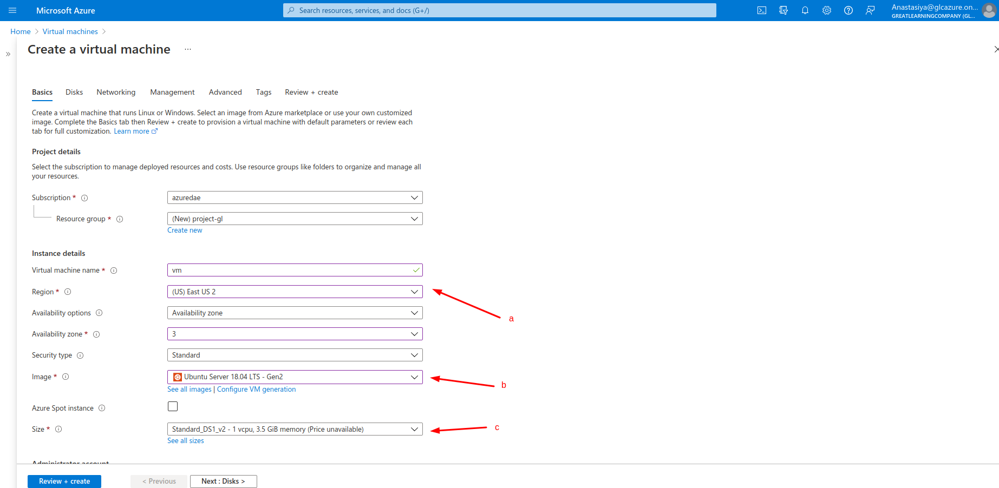 Microsoft Azure
Search resources, services, and docs (G+/)
Anastasiya@glcazure.on...
GREATLEARNINGCOMPANY (GL...
Home > Virtual machines >
Create a virtual machine ...
Basics Disks Networking Management Advanced Tags Review + create
Create a virtual machine that runs Linux or Windows. Select an image from Azure marketplace or use your own customized
image. Complete the Basics tab then Review + create to provision a virtual machine with default parameters or review each
tab for full customization. Learn more
Project details
Select the subscription to manage deployed resources and costs. Use resource groups like folders to organize and manage all
your resources.
Subscription * azuredae
Resource group * (New) project-gl
Create new
Instance details
Virtual machine name * vm
Region * (US) East US 2
a
Availability options Availability zone
Availability zone * 3
Security type Standard
Image * Ubuntu Server 18.04 LTS - Gen2
b
See all images | Configure VM generation
Azure Spot instance
Size * Standard_DS1_v2 - 1 vcpu, 3.5 GiB memory (Price unavailable)
c
See all sizes
Administrator account
Review + create < Previous Next : Disks >